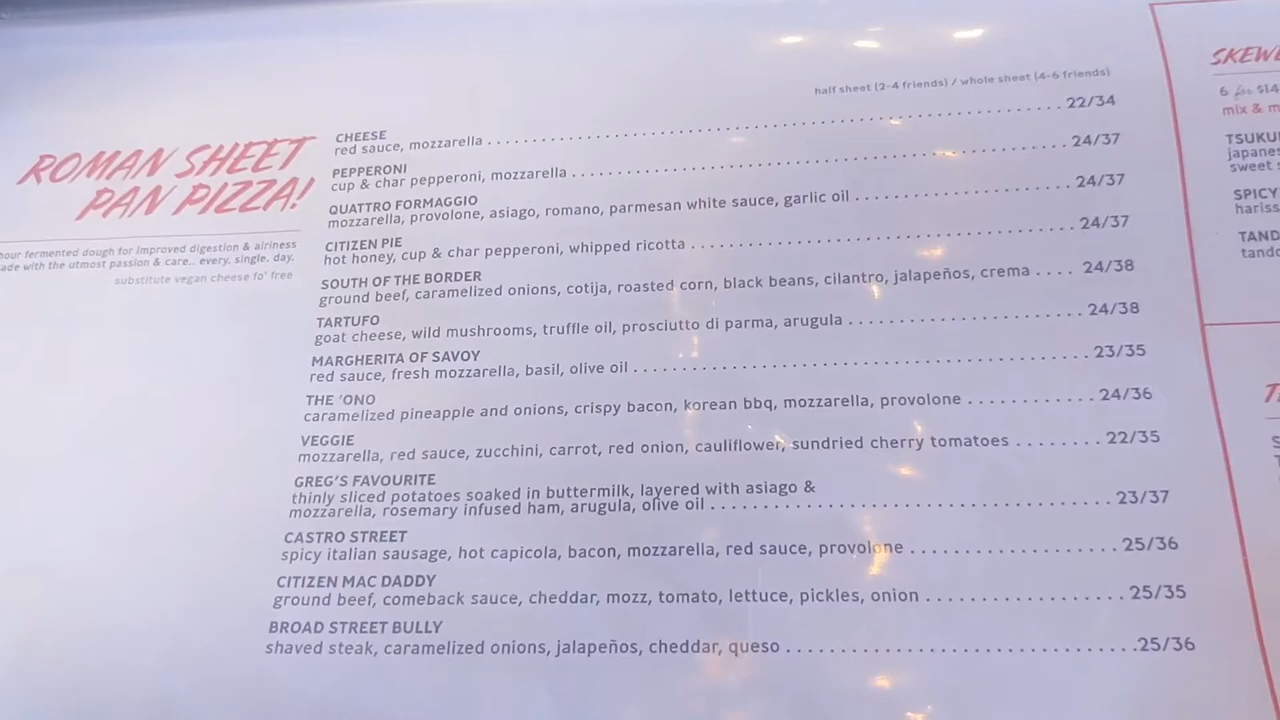 ROMAN SHEET
PAN PIZZA!
hour fermented dough for improved digestion & airiness
with the utmost passion & care.. every. single. day.
substitute vegan cheese fo' free
half sheet (2-4 friends) / whole sheet (4-6 friends)
CHEESE
red sauce, mozzarella . . . . . . . . . . . . . . . . . . . . 22/34
PEPPERONI
cup & char pepperoni, mozzarella . . . . . . . . . . . . . . . . . . . . 24/37
QUATTRO FORMAGGIO
mozzarella, provolone, asiago, romano, parmesan white sauce, garlic oil . . . . . . . . . . . . . . . . . . . . 24/37
CITIZEN PIE
hot honey, cup & char pepperoni, whipped ricotta . . . . . . . . . . . . . . . . . . . . 24/37
SOUTH OF THE BORDER
ground beef, caramelized onions, cotija, roasted corn, black beans, cilantro, jalapeños, crema . . . . 24/38
TARTUFO
goat cheese, wild mushrooms, truffle oil, prosciutto di parma, arugula . . . . . . . . . . . . . . . . . . . . 24/38
MARGHERITA OF SAVOY
red sauce, fresh mozzarella, basil, olive oil . . . . . . . . . . . . . . . . . . . . 23/35
THE 'ONO
caramelized pineapple and onions, crispy bacon, korean bbq, mozzarella, provolone . . . . . . . . . . 24/36
VEGGIE
mozzarella, red sauce, zucchini, carrot, red onion, cauliflower, sundried cherry tomatoes . . . . . . . . 22/35
GREG'S FAVOURITE
thinly sliced potatoes soaked in buttermilk, layered with asiago &
mozzarella, rosemary infused ham, arugula, olive oil . . . . . . . . . . . . . . . . . . . . 23/37
CASTRO STREET
spicy italian sausage, hot capicola, bacon, mozzarella, red sauce, provolone . . . . . . . . . . . . . . . . . 25/36
CITIZEN MAC DADDY
ground beef, comeback sauce, cheddar, mozz, tomato, lettuce, pickles, onion . . . . . . . . . . . . . . . . 25/35
BROAD STREET BULLY
shaved steak, caramelized onions, jalapeños, cheddar, queso . . . . . . . . . . . . . . . . . . . . 25/36
6 for $14
mix & m
SPICY